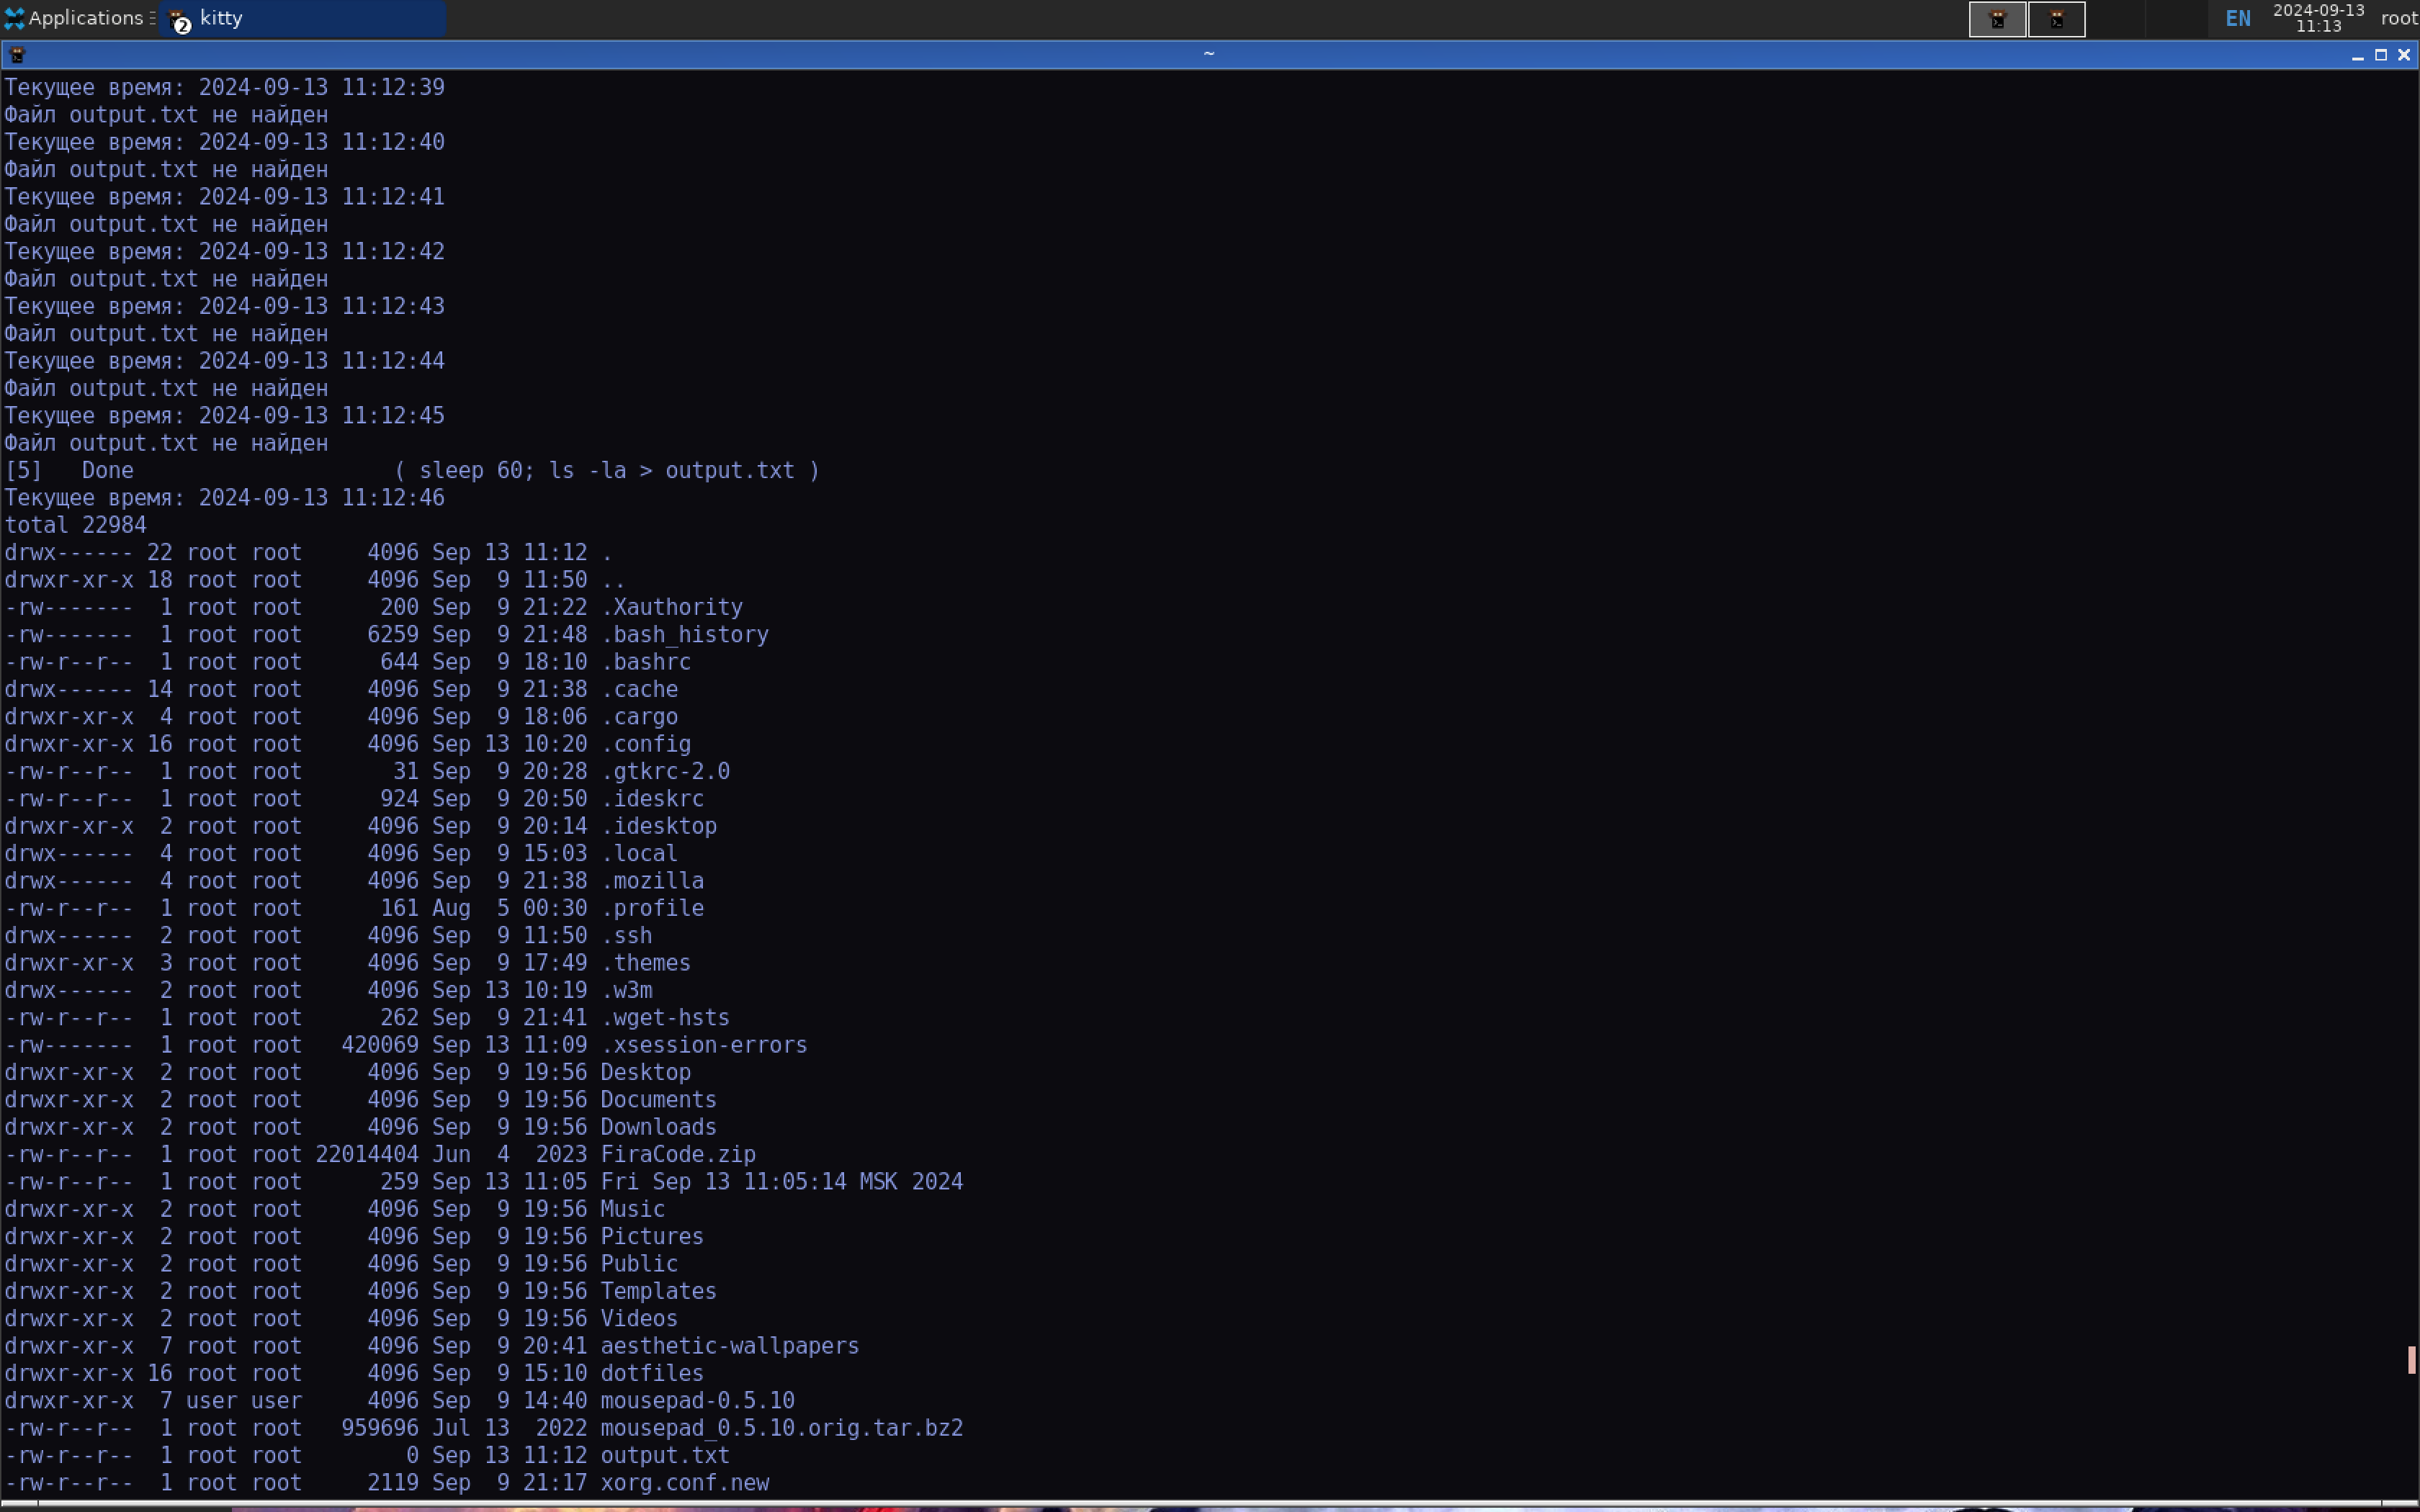 Applications
2 kitty
EN
2024-09-13
11:13
root
~
Текущее время: 2024-09-13 11:12:39
Файл output.txt не найден
Текущее время: 2024-09-13 11:12:40
Файл output.txt не найден
Текущее время: 2024-09-13 11:12:41
Файл output.txt не найден
Текущее время: 2024-09-13 11:12:42
Файл output.txt не найден
Текущее время: 2024-09-13 11:12:43
Файл output.txt не найден
Текущее время: 2024-09-13 11:12:44
Файл output.txt не найден
Текущее время: 2024-09-13 11:12:45
Файл output.txt не найден
[5]   Done                    ( sleep 60; ls -la > output.txt )
Текущее время: 2024-09-13 11:12:46
total 22984
drwx------ 22 root root     4096 Sep 13 11:12 .
drwxr-xr-x 18 root root     4096 Sep  9 11:50 ..
-rw-------  1 root root      200 Sep  9 21:22 .Xauthority
-rw-------  1 root root     6259 Sep  9 21:48 .bash_history
-rw-r--r--  1 root root      644 Sep  9 18:10 .bashrc
drwx------ 14 root root     4096 Sep  9 21:38 .cache
drwxr-xr-x  4 root root     4096 Sep  9 18:06 .cargo
drwxr-xr-x 16 root root     4096 Sep 13 10:20 .config
-rw-r--r--  1 root root       31 Sep  9 20:28 .gtkrc-2.0
-rw-r--r--  1 root root      924 Sep  9 20:50 .ideskrc
drwxr-xr-x  2 root root     4096 Sep  9 20:14 .idesktop
drwx------  4 root root     4096 Sep  9 15:03 .local
drwx------  4 root root     4096 Sep  9 21:38 .mozilla
-rw-r--r--  1 root root      161 Aug  5 00:30 .profile
drwx------  2 root root     4096 Sep  9 11:50 .ssh
drwxr-xr-x  3 root root     4096 Sep  9 17:49 .themes
drwx------  2 root root     4096 Sep 13 10:19 .w3m
-rw-r--r--  1 root root      262 Sep  9 21:41 .wget-hsts
-rw-------  1 root root   420069 Sep 13 11:09 .xsession-errors
drwxr-xr-x  2 root root     4096 Sep  9 19:56 Desktop
drwxr-xr-x  2 root root     4096 Sep  9 19:56 Documents
drwxr-xr-x  2 root root     4096 Sep  9 19:56 Downloads
-rw-r--r--  1 root root 22014404 Jun  4  2023 FiraCode.zip
-rw-r--r--  1 root root      259 Sep 13 11:05 Fri Sep 13 11:05:14 MSK 2024
drwxr-xr-x  2 root root     4096 Sep  9 19:56 Music
drwxr-xr-x  2 root root     4096 Sep  9 19:56 Pictures
drwxr-xr-x  2 root root     4096 Sep  9 19:56 Public
drwxr-xr-x  2 root root     4096 Sep  9 19:56 Templates
drwxr-xr-x  2 root root     4096 Sep  9 19:56 Videos
drwxr-xr-x  7 root root     4096 Sep  9 20:41 aesthetic-wallpapers
drwxr-xr-x 16 root root     4096 Sep  9 15:10 dotfiles
drwxr-xr-x  7 user user     4096 Sep  9 14:40 mousepad-0.5.10
-rw-r--r--  1 root root   959696 Jul 13  2022 mousepad_0.5.10.orig.tar.bz2
-rw-r--r--  1 root root        0 Sep 13 11:12 output.txt
-rw-r--r--  1 root root     2119 Sep  9 21:17 xorg.conf.new